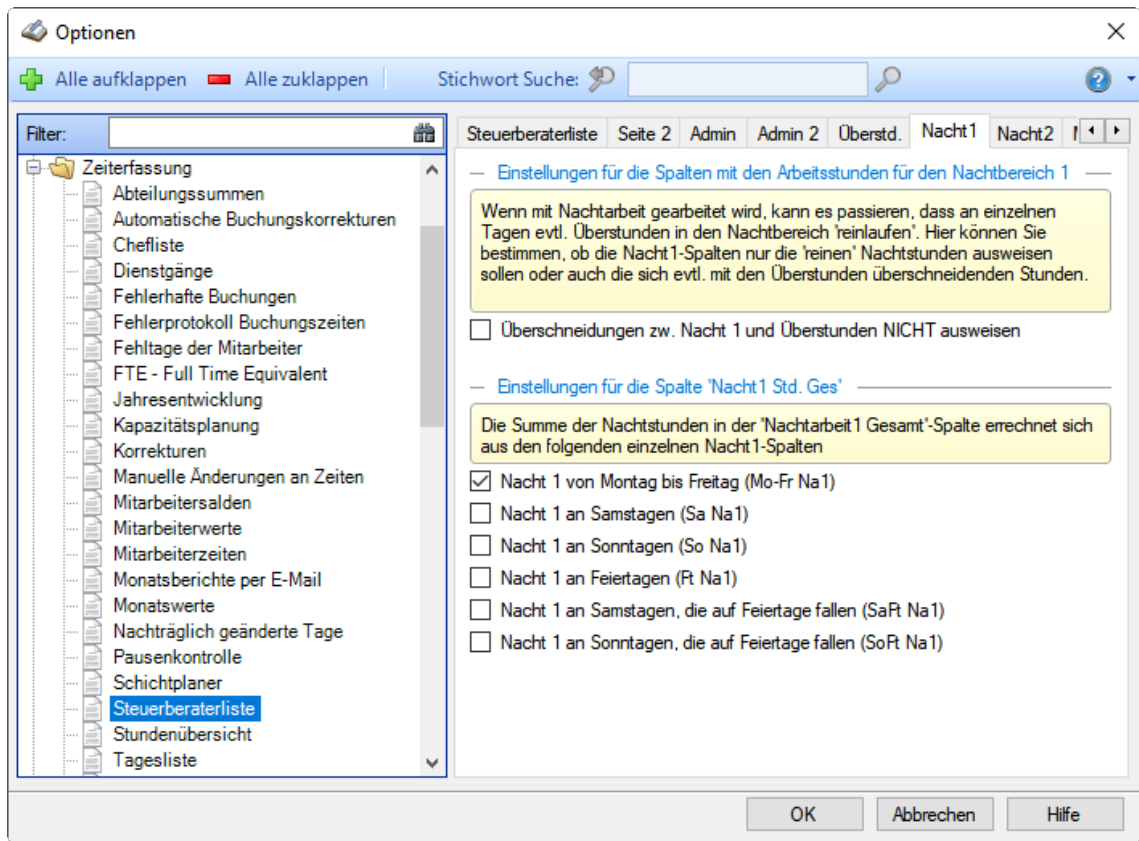 Optionen
Alle aufklappen Alle zuklappen Stichwort Suche:
Filter:
Zeiterfassung
Abteilungssummen
Automatische Buchungskorrekturen
Chefliste
Dienstgänge
Fehlerhafte Buchungen
Fehlerprotokoll Buchungszeiten
Fehltage der Mitarbeiter
FTE - Full Time Equivalent
Jahresentwicklung
Kapazitätsplanung
Korrekturen
Manuelle Änderungen an Zeiten
Mitarbeitersalden
Mitarbeiterwerte
Mitarbeiterzeiten
Monatsberichte per E-Mail
Monatswerte
Nachträglich geänderte Tage
Pausenkontrolle
Schichtplaner
Steuerberaterliste
Stundenübersicht
Tagesliste
Steuerberaterliste Seite 2 Admin Admin 2 Überstd. Nacht1 Nacht2
Einstellungen für die Spalten mit den Arbeitsstunden für den Nachtbereich 1
Wenn mit Nachtarbeit gearbeitet wird, kann es passieren, dass an einzelnen
Tagen evtl. Überstunden in den Nachtbereich 'reinlaufen'. Hier können Sie
bestimmen, ob die Nacht1-Spalten nur die 'reinen' Nachtstunden ausweisen
sollen oder auch die sich evtl. mit den Überstunden überschneidenden Stunden.
Überschneidungen zw. Nacht 1 und Überstunden NICHT ausweisen
Einstellungen für die Spalte 'Nacht1 Std. Ges'
Die Summe der Nachtstunden in der "Nachtarbeit1 Gesamt"-Spalte errechnet sich
aus den folgenden einzelnen Nacht1-Spalten
Nacht 1 von Montag bis Freitag (Mo-Fr Na1)
Nacht 1 an Samstagen (Sa Na1)
Nacht 1 an Sonntagen (So Na1)
Nacht 1 an Feiertagen (Ft Na1)
Nacht 1 an Samstagen, die auf Feiertage fallen (SaFt Na1)
Nacht 1 an Sonntagen, die auf Feiertage fallen (SoFt Na1)
OK Abbrechen Hilfe